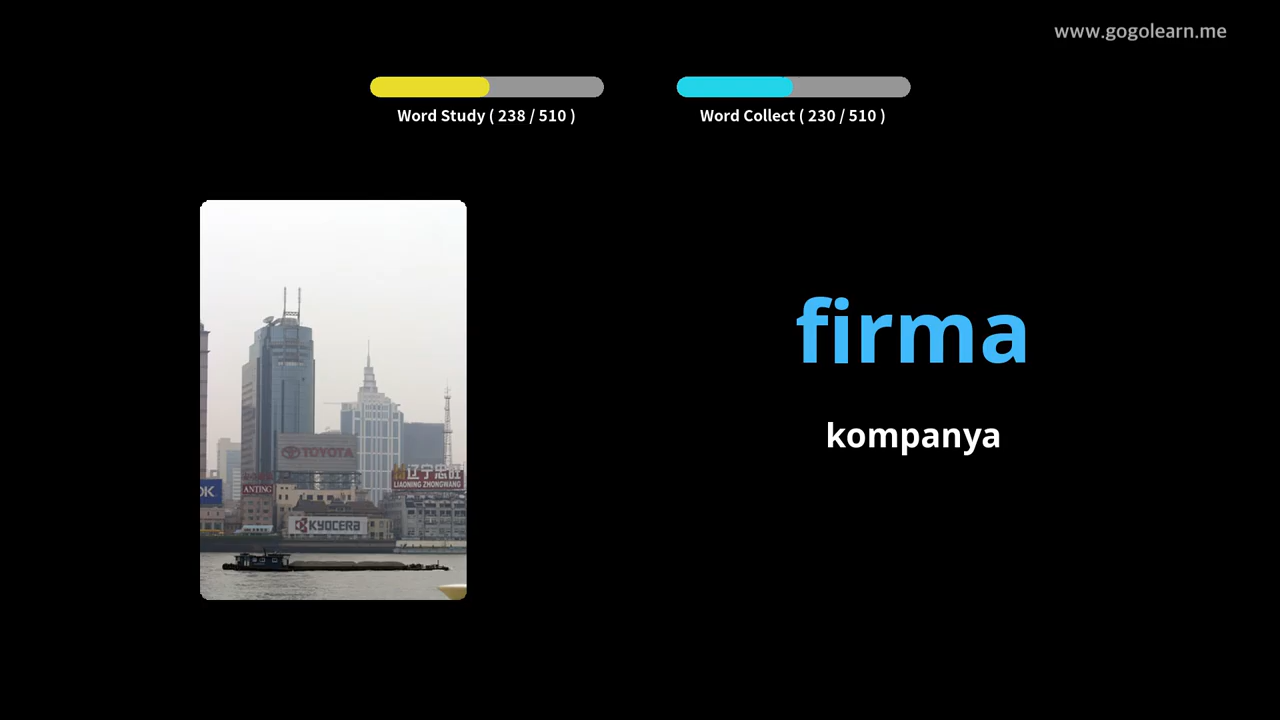 www.gogolearn.me
Word Study ( 238 / 510 )
Word Collect ( 230 / 510 )
firma
kompanya
TOYOTA
辽宁忠旺
LIAONING ZHONGWANG
ANTING
OK
KYOCERA